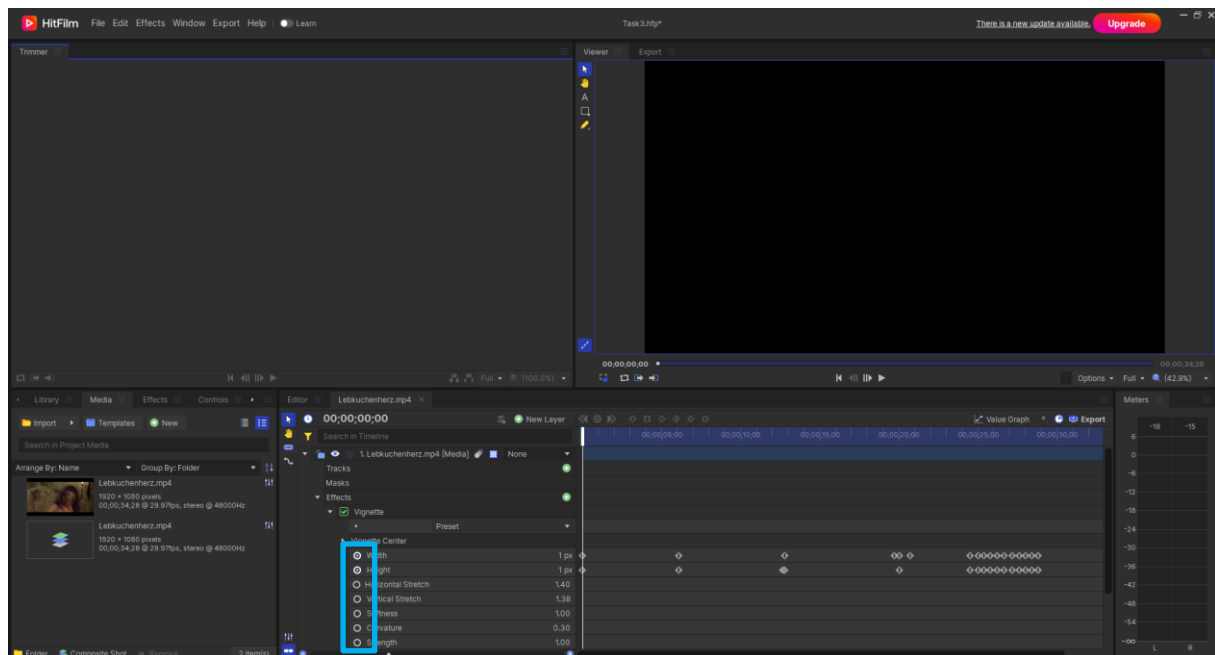 HitFilm File Edit Effects Window Export Help Learn Task3.hfp* There is a new update available. Upgrade
Trimmer Viewer Export
A
00;00;00;00 00;00;34;28
Full (100.0%) Options Full (42.9%)
Library Media Effects Controls Editor Lebkuchenherz.mp4 Meters
Import Templates New 00;00;00;00 New Layer Value Graph Export
Search in Project Media Search in Timeline 00;00;05;00 00;00;10;00 00;00;15;00 00;00;20;00 00;00;25;00 00;00;30;00
Arrange By: Name Group By: Folder 1. Lebkuchenherz.mp4 [Media] None
Lebkuchenherz.mp4
1920 × 1080 pixels
00;00;34;28 @ 29.97fps, stereo @ 48000Hz
Lebkuchenherz.mp4
1920 × 1080 pixels
00;00;34;28 @ 29.97fps, stereo @ 48000Hz
Tracks
Masks
Effects
Vignette
Preset
Vignette Center
Width 1 px
Height 1 px
Horizontal Stretch 1.40
Vertical Stretch 1.38
Softness 1.00
Curvature 0.30
Strength 1.00
-18 -15
6
0
-6
-12
-18
-24
-30
-36
-42
-48
-54
-∞
L R
Folder Composite Shot Remove 2 item(s)